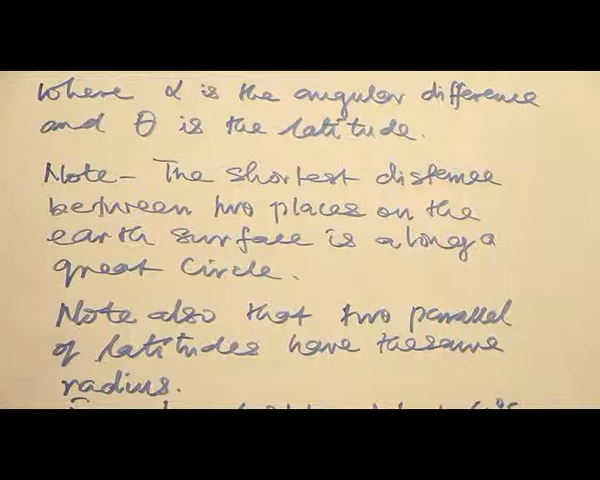 Where α is the angular difference
and θ is the latitude.
Note - The shortest distance
between two places on the
earth surface is along a
great Circle.
Note also that two parallel
of latitudes have the same
radius.